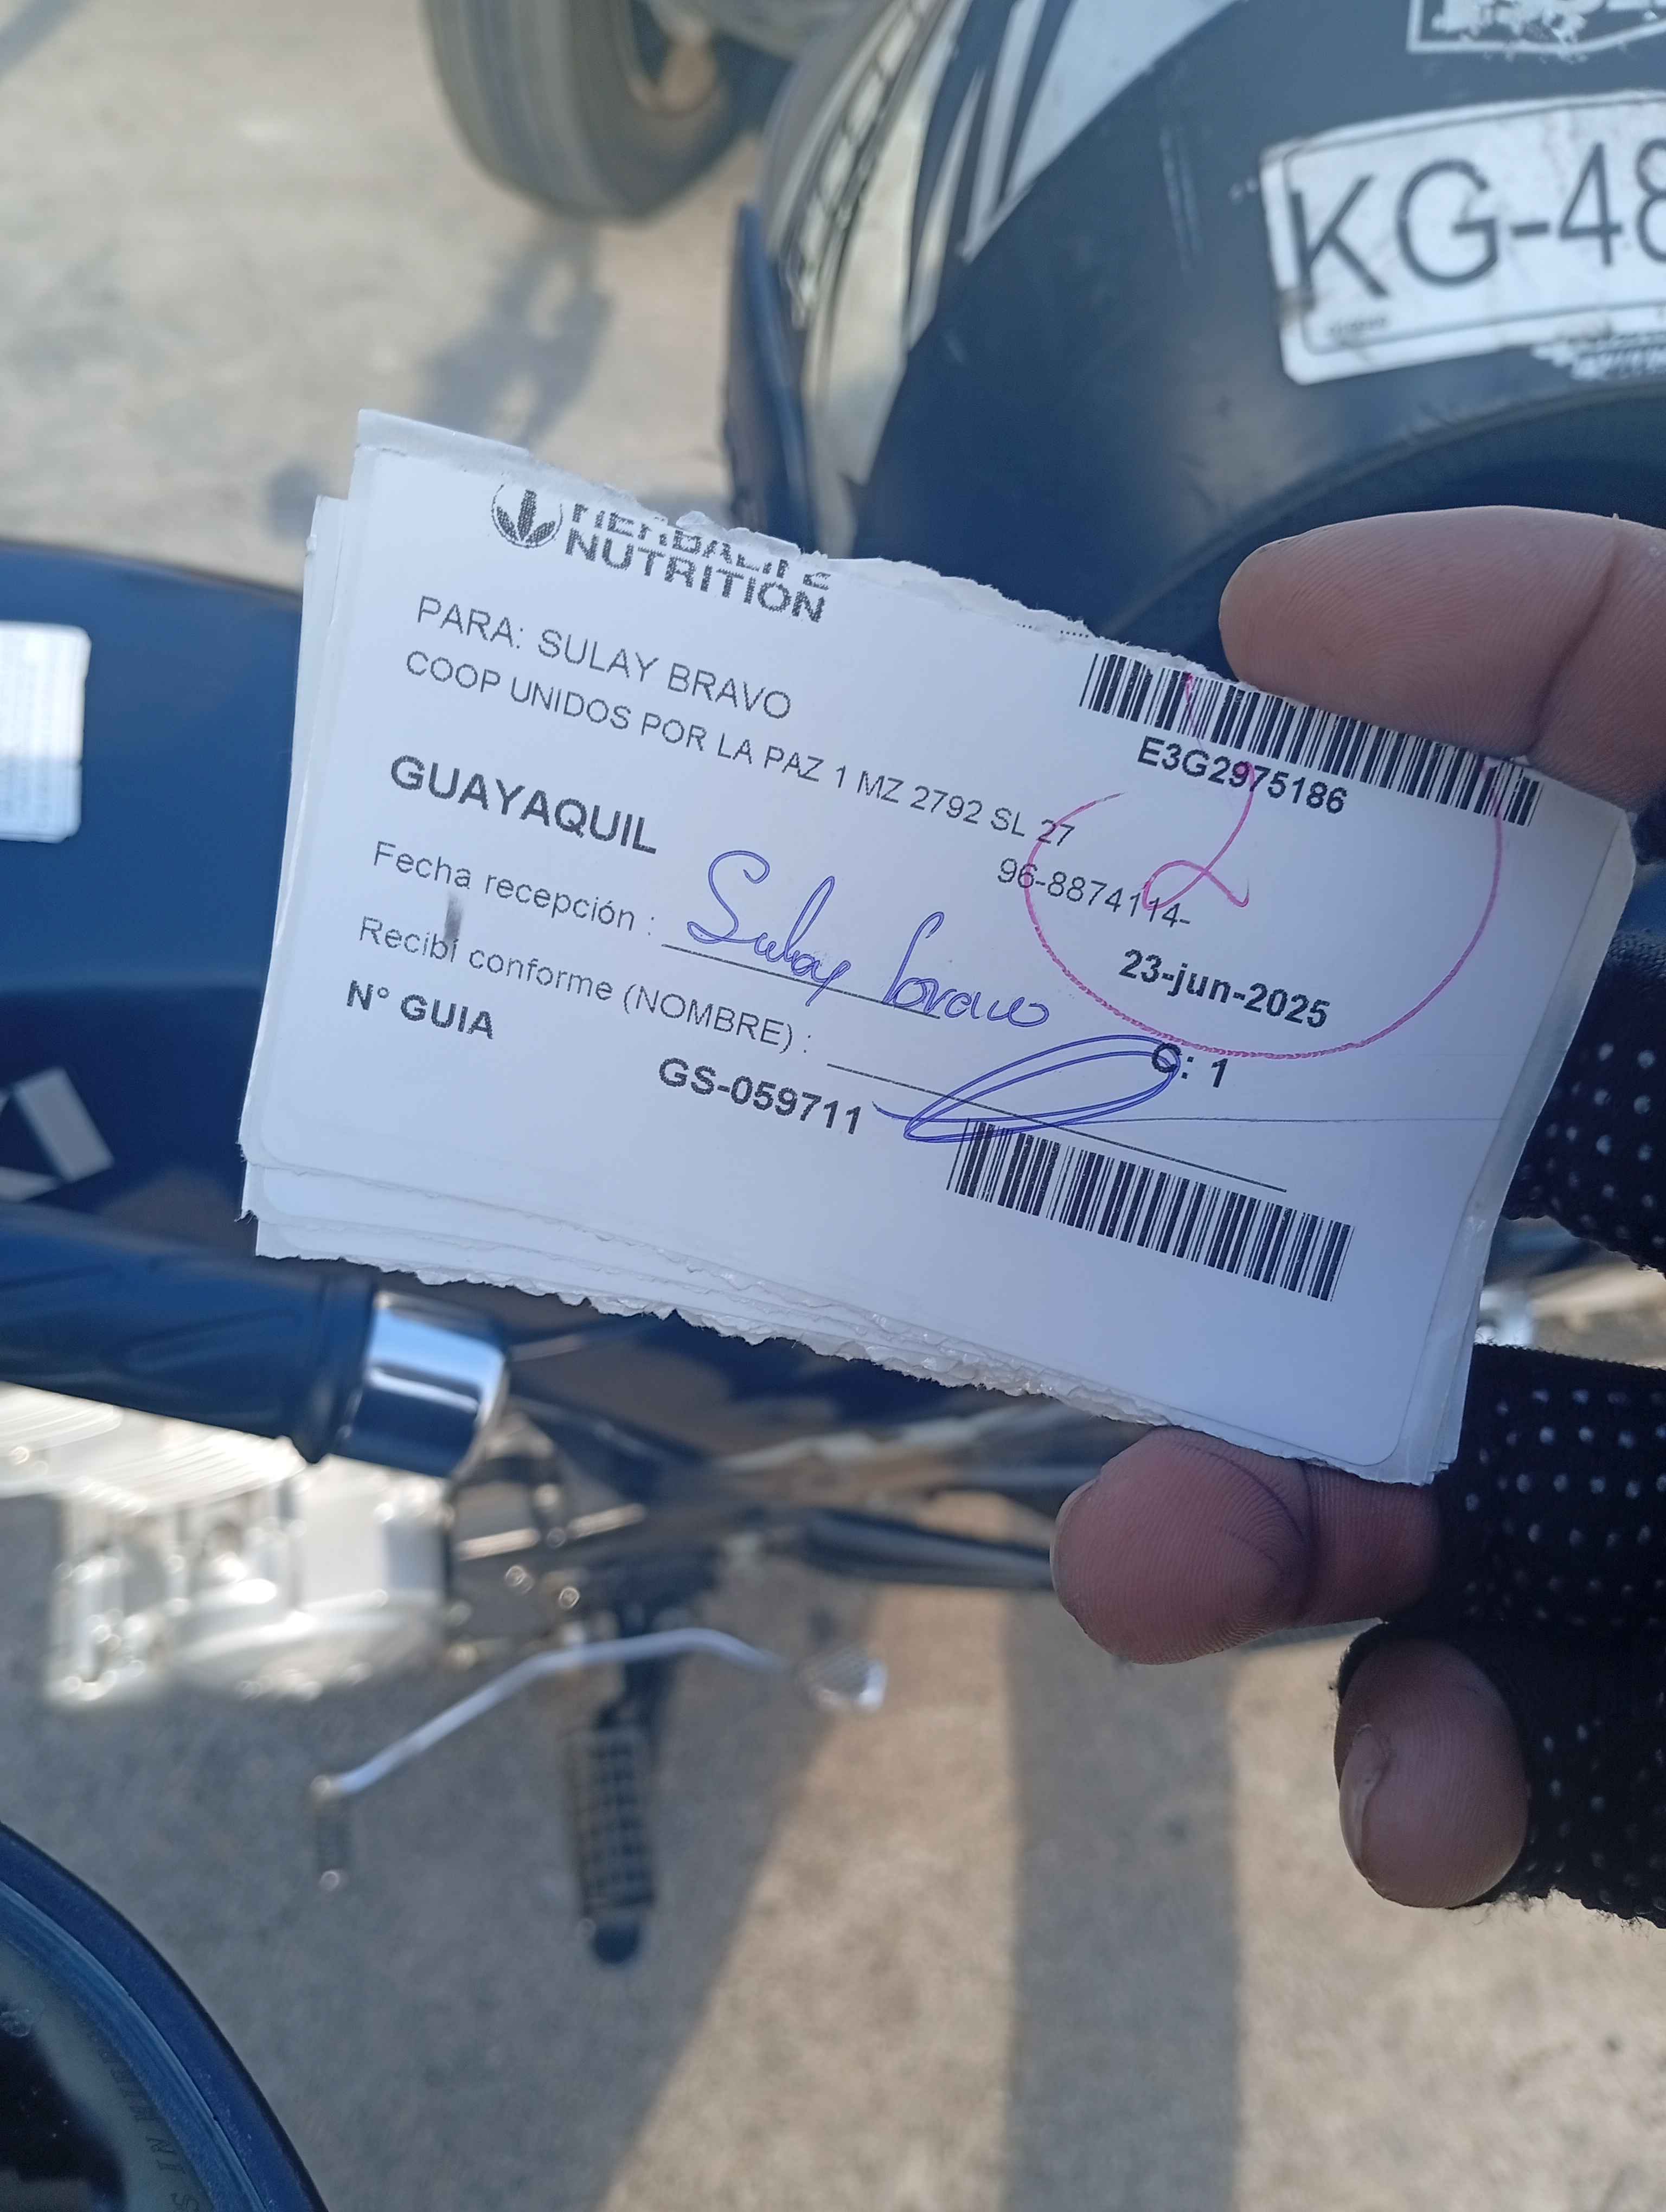 KG-48
HERBALIFE
NUTRITION
PARA: SULAY BRAVO
COOP UNIDOS POR LA PAZ 1 MZ 2792 SL 27
E3G2975186
2
96-8874114-
GUAYAQUIL
23-jun-2025
Fecha recepción : Sulay bravo
C: 1
Recibí conforme (NOMBRE) :
N° GUIA
GS-059711